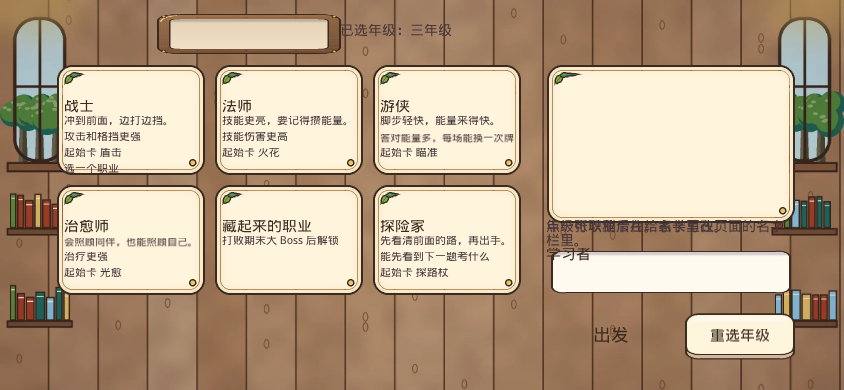 已选年级：三年级
战士
冲到前面，边打边挡。
攻击和格挡更强
起始卡 盾击
选一个职业
法师
技能更亮，要记得攒能量。
技能伤害更高
起始卡 火花
游侠
脚步轻快，能量来得快。
答对能量多，每场能换一次牌
起始卡 瞄准
治愈师
会照顾同伴，也能照顾自己。
治疗更强
起始卡 光愈
藏起来的职业
打败期末大 Boss 后解锁
探险家
先看清前面的路，再出手。
能先看到下一题考什么
起始卡 探路杖
页面的名
栏里。
学习者
出发
重选年级